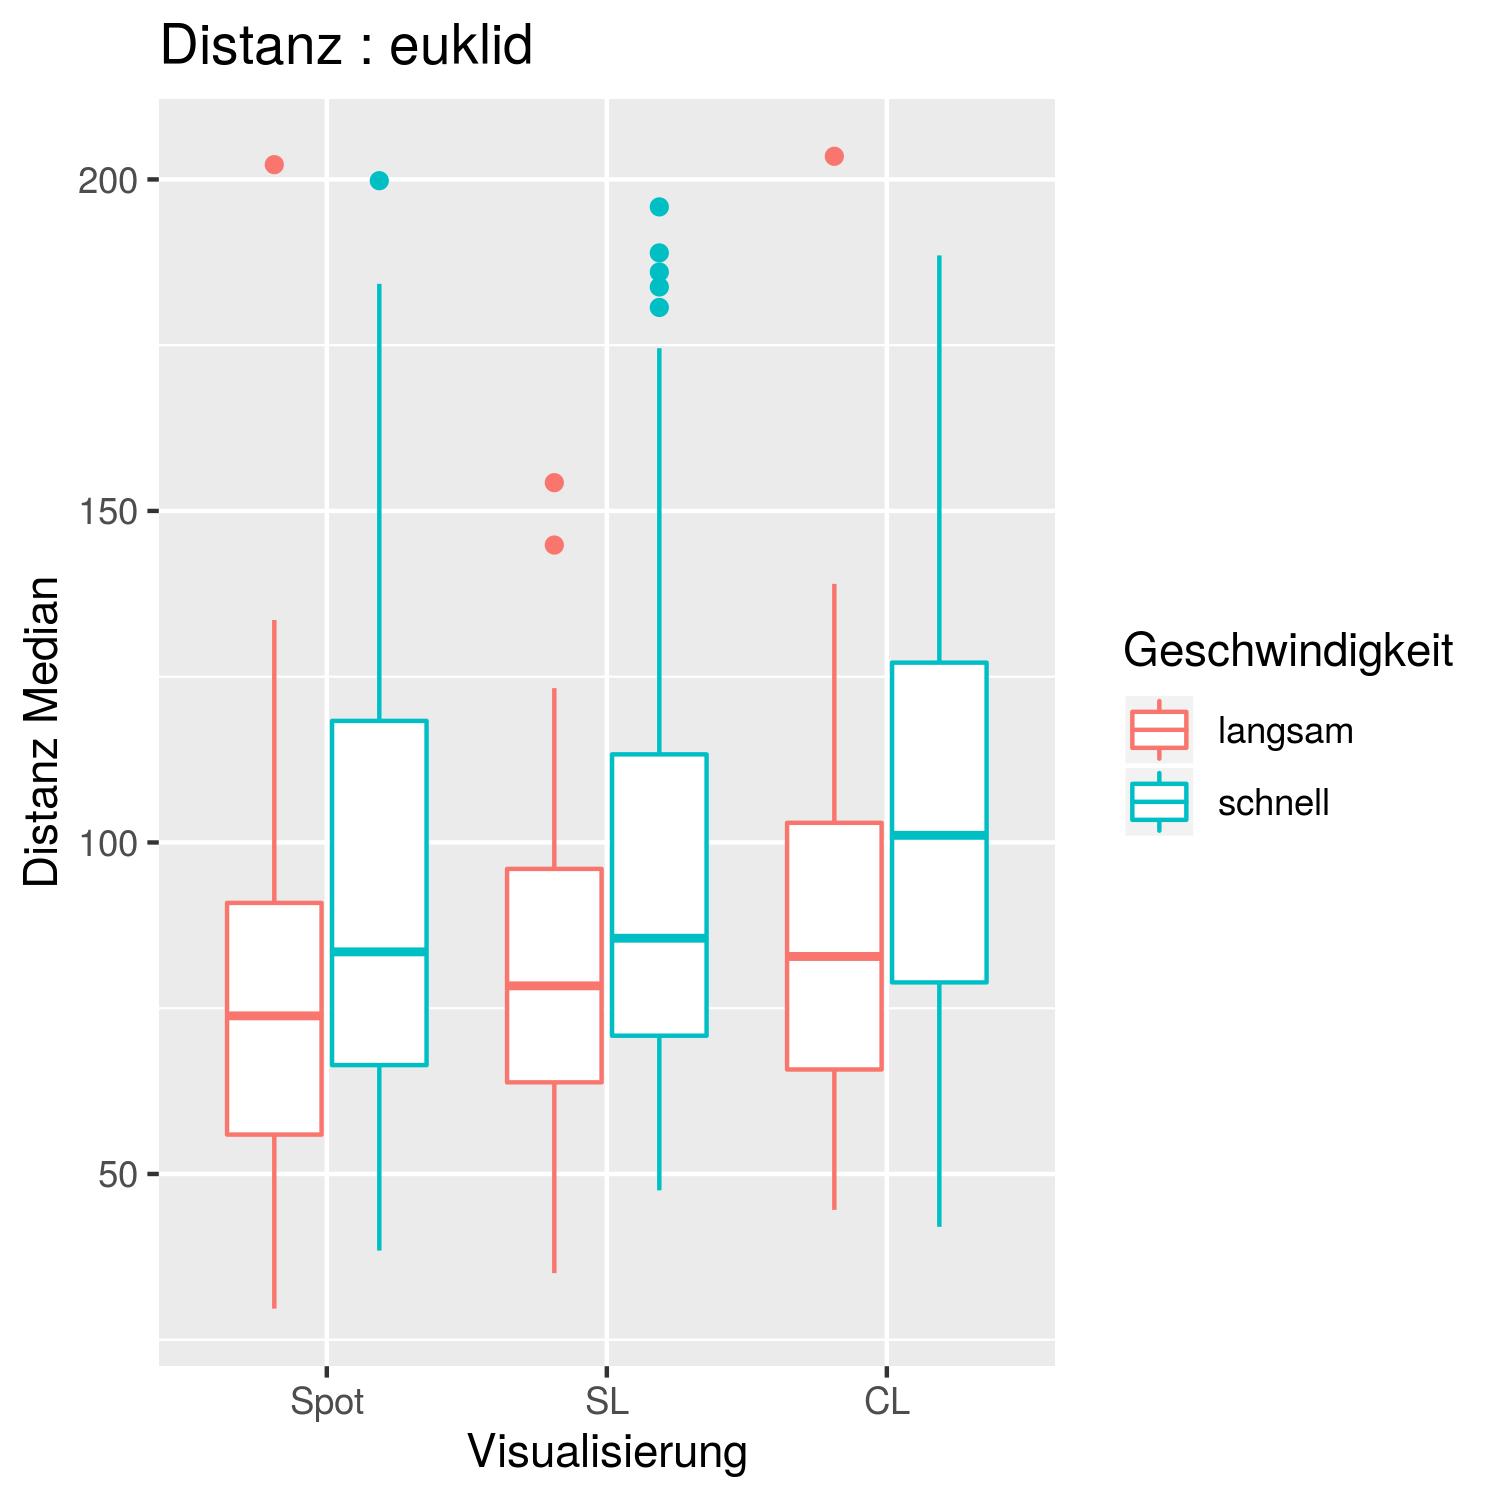 Distanz : euklid
200
150
100
50
Distanz Median
Spot
SL
CL
Visualisierung
Geschwindigkeit
langsam
schnell